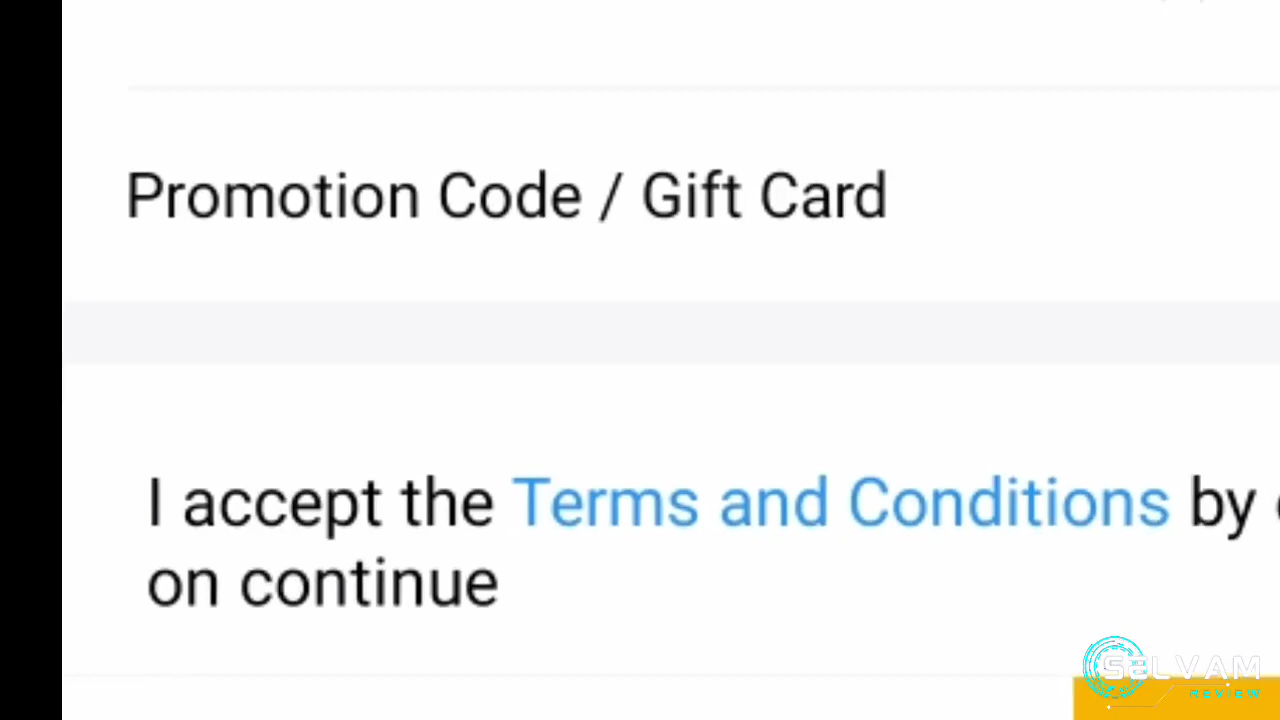 Promotion Code / Gift Card
I accept the Terms and Conditions by
on continue
SELVAM
REVIEW